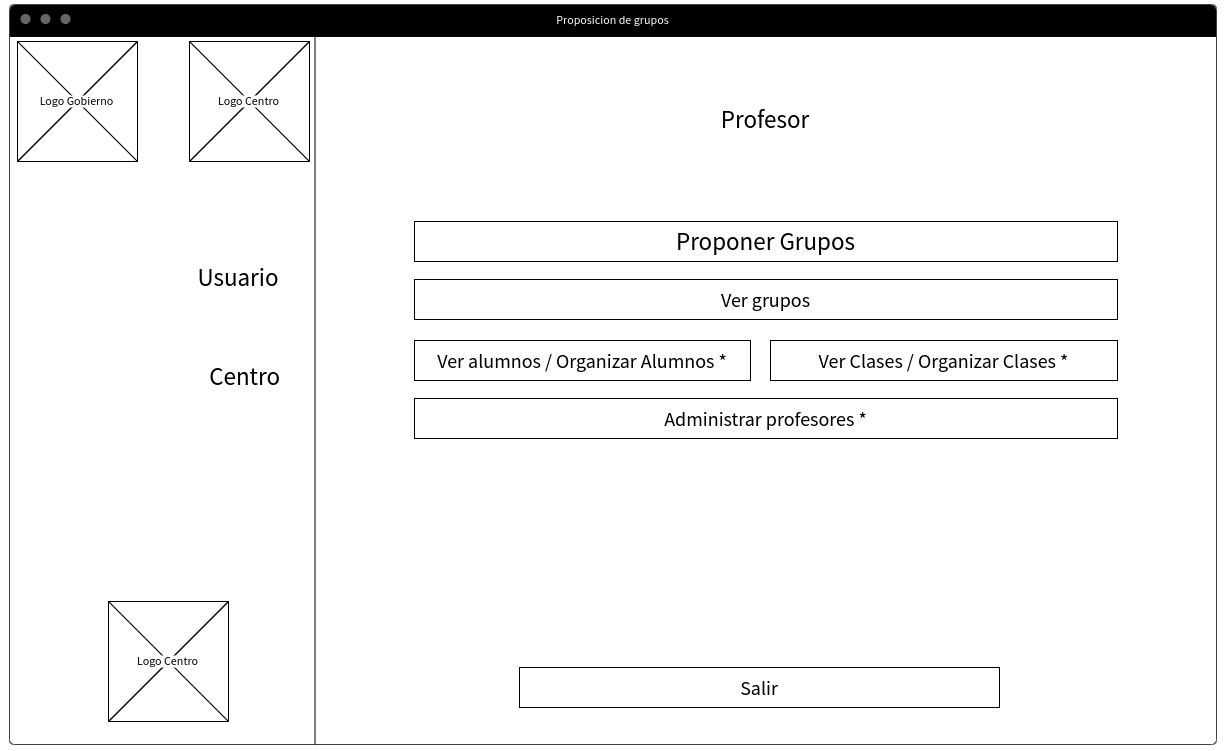 Proposicion de grupos
Logo Gobierno
Logo Centro
Usuario
Centro
Logo Centro
Profesor
Proponer Grupos
Ver grupos
Ver alumnos / Organizar Alumnos *
Ver Clases / Organizar Clases *
Administrar profesores *
Salir